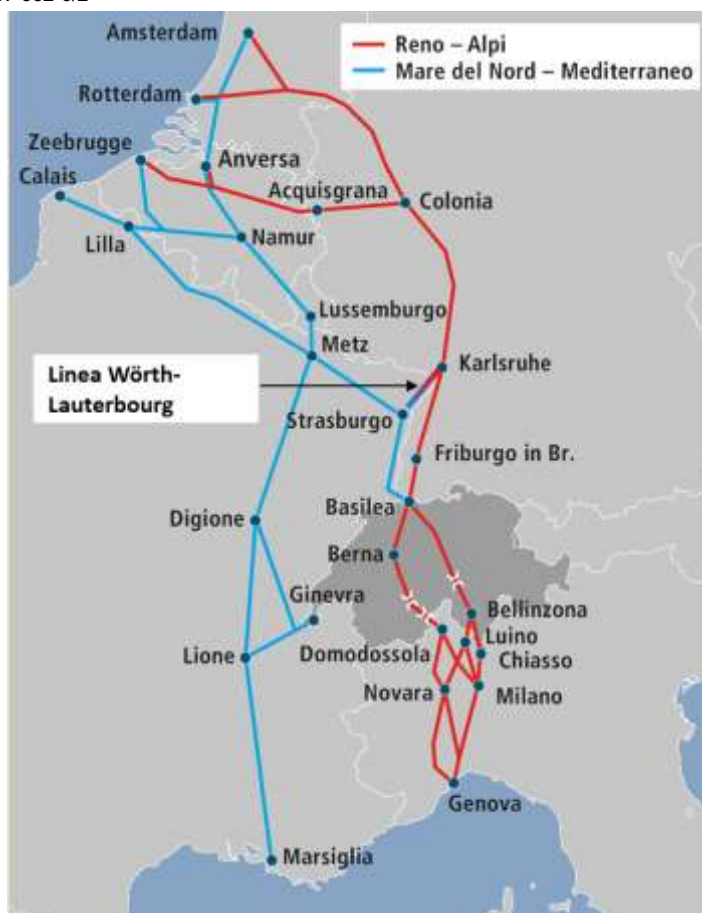 Amsterdam
Reno – Alpi
Mare del Nord – Mediterraneo
Rotterdam
Zeebrugge
Anversa
Calais
Acquisgrana
Colonia
Lilla
Namur
Lussemburgo
Metz
Karlsruhe
Linea Wörth-
Lauterbourg
Strasburgo
Friburgo in Br.
Basilea
Digione
Berna
Ginevra
Bellinzona
Luino
Lione
Domodossola
Chiasso
Novara
Milano
Genova
Marsiglia